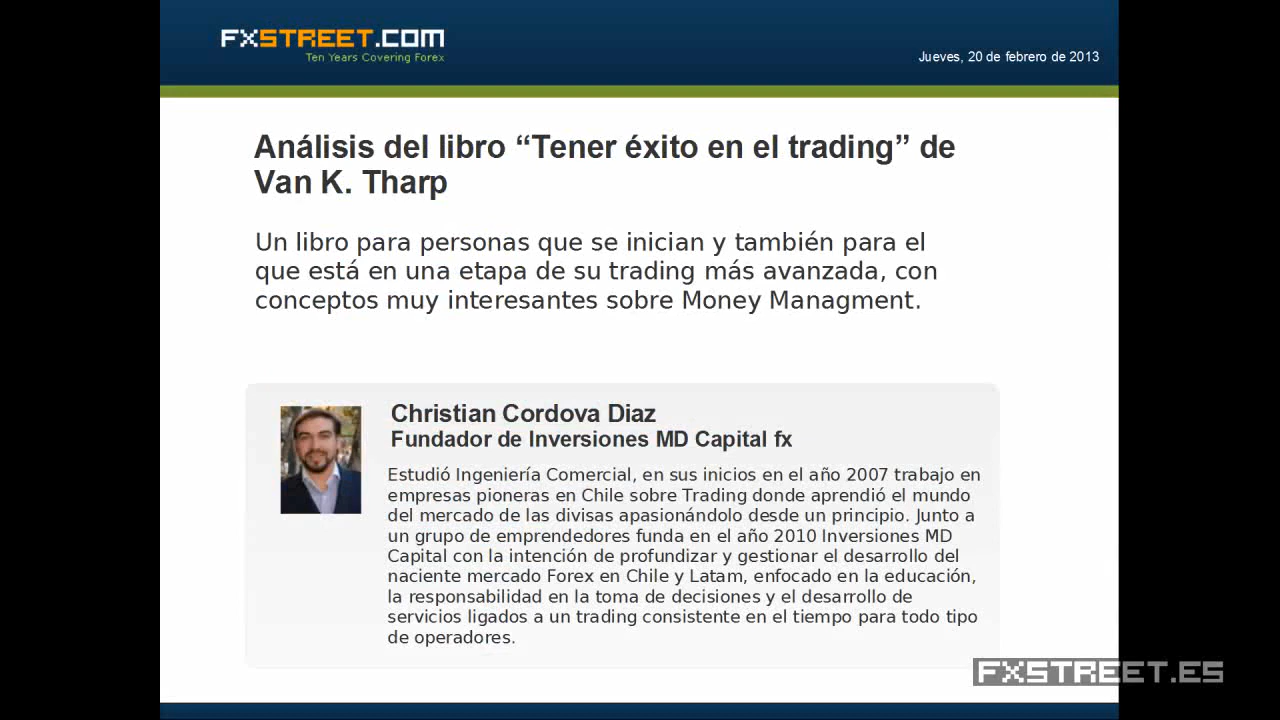 FXSTREET.COM
Ten Years Covering Forex
Jueves, 20 de febrero de 2013
Análisis del libro “Tener éxito en el trading” de
Van K. Tharp
Un libro para personas que se inician y también para el
que está en una etapa de su trading más avanzada, con
conceptos muy interesantes sobre Money Managment.
Christian Cordova Diaz
Fundador de Inversiones MD Capital fx
Estudió Ingeniería Comercial, en sus inicios en el año 2007 trabajo en
empresas pioneras en Chile sobre Trading donde aprendió el mundo
del mercado de las divisas apasionándolo desde un principio. Junto a
un grupo de emprendedores funda en el año 2010 Inversiones MD
Capital con la intención de profundizar y gestionar el desarrollo del
naciente mercado Forex en Chile y Latam, enfocado en la educación,
la responsabilidad en la toma de decisiones y el desarrollo de
servicios ligados a un trading consistente en el tiempo para todo tipo
de operadores.
FXSTREET.ES